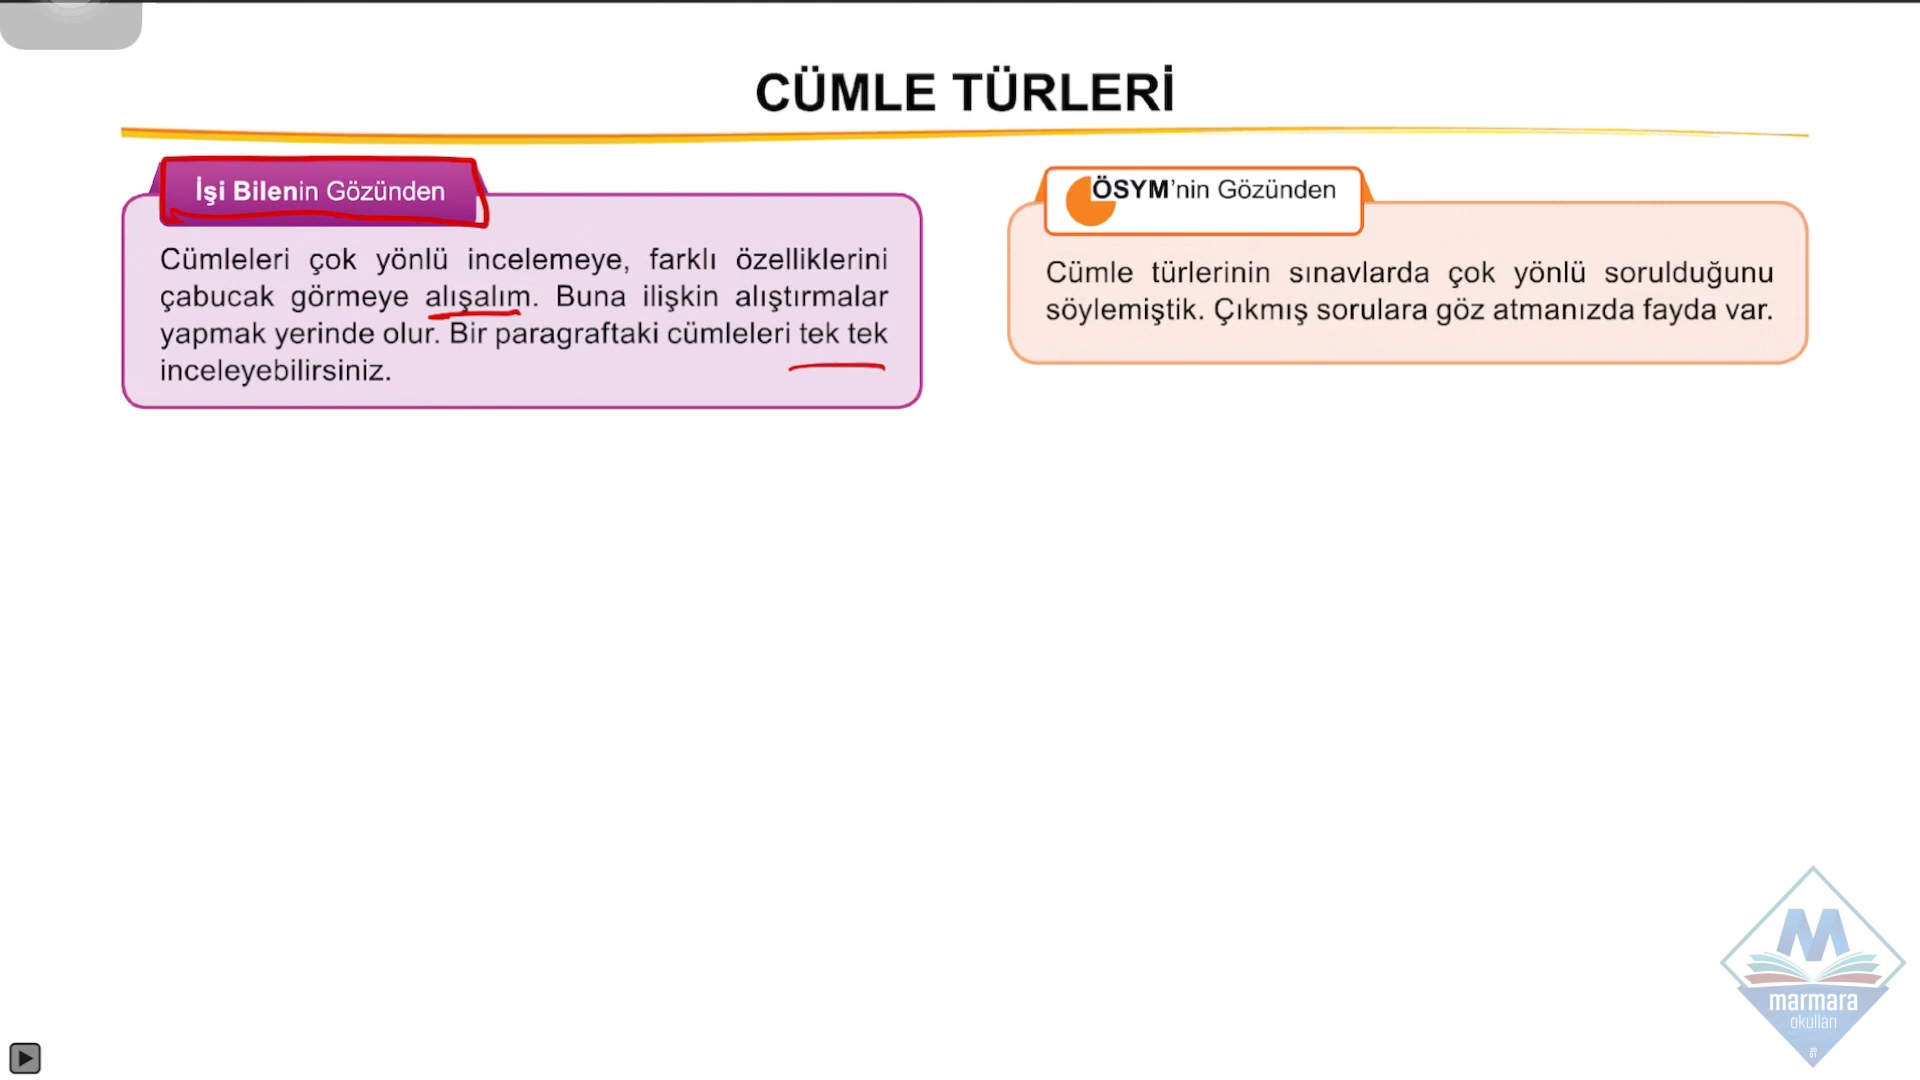 CÜMLE TÜRLERİ
İşi Bilenin Gözünden
Cümleleri çok yönlü incelemeye, farklı özelliklerini
çabucak görmeye alışalım. Buna ilişkin alıştırmalar
yapmak yerinde olur. Bir paragraftaki cümleleri tek tek
inceleyebilirsiniz.
ÖSYM'nin Gözünden
Cümle türlerinin sınavlarda çok yönlü sorulduğunu
söylemiştik. Çıkmış sorulara göz atmanızda fayda var.
M
marmara
okulları